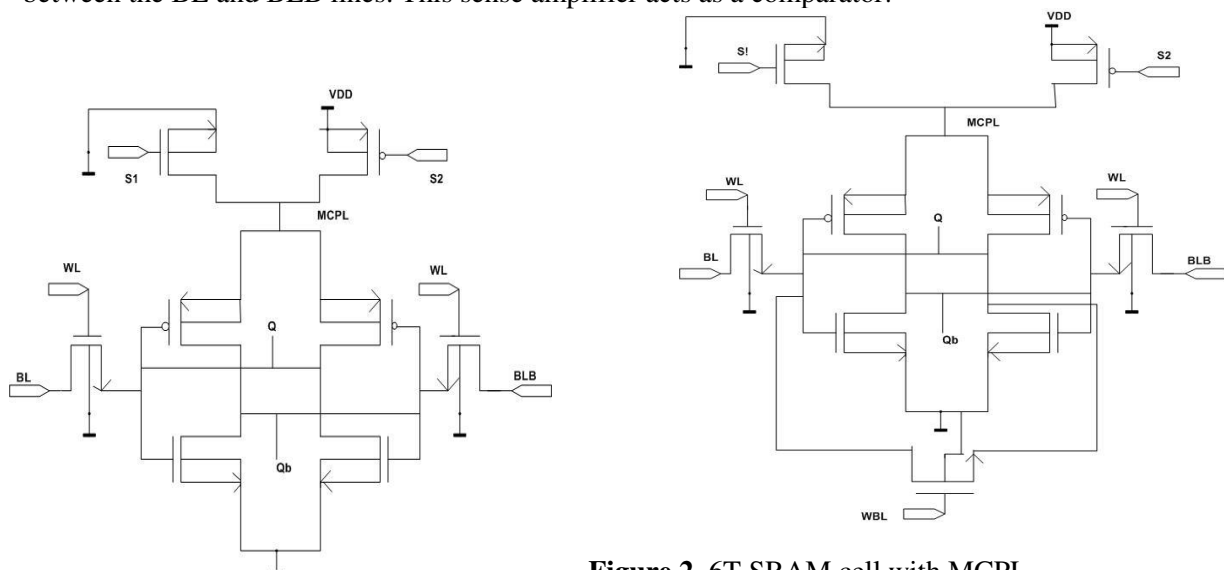 between the BL and BLB lines. This sense amplifier acts as a comparator.
VDD
S1
S2
MCPL
WL
WL
Q
BL
BLB
Qb
VDD
S!
S2
MCPL
WL
WL
Q
BL
BLB
Qb
WBL
Figure 2. 6T SRAM cell with MCPL